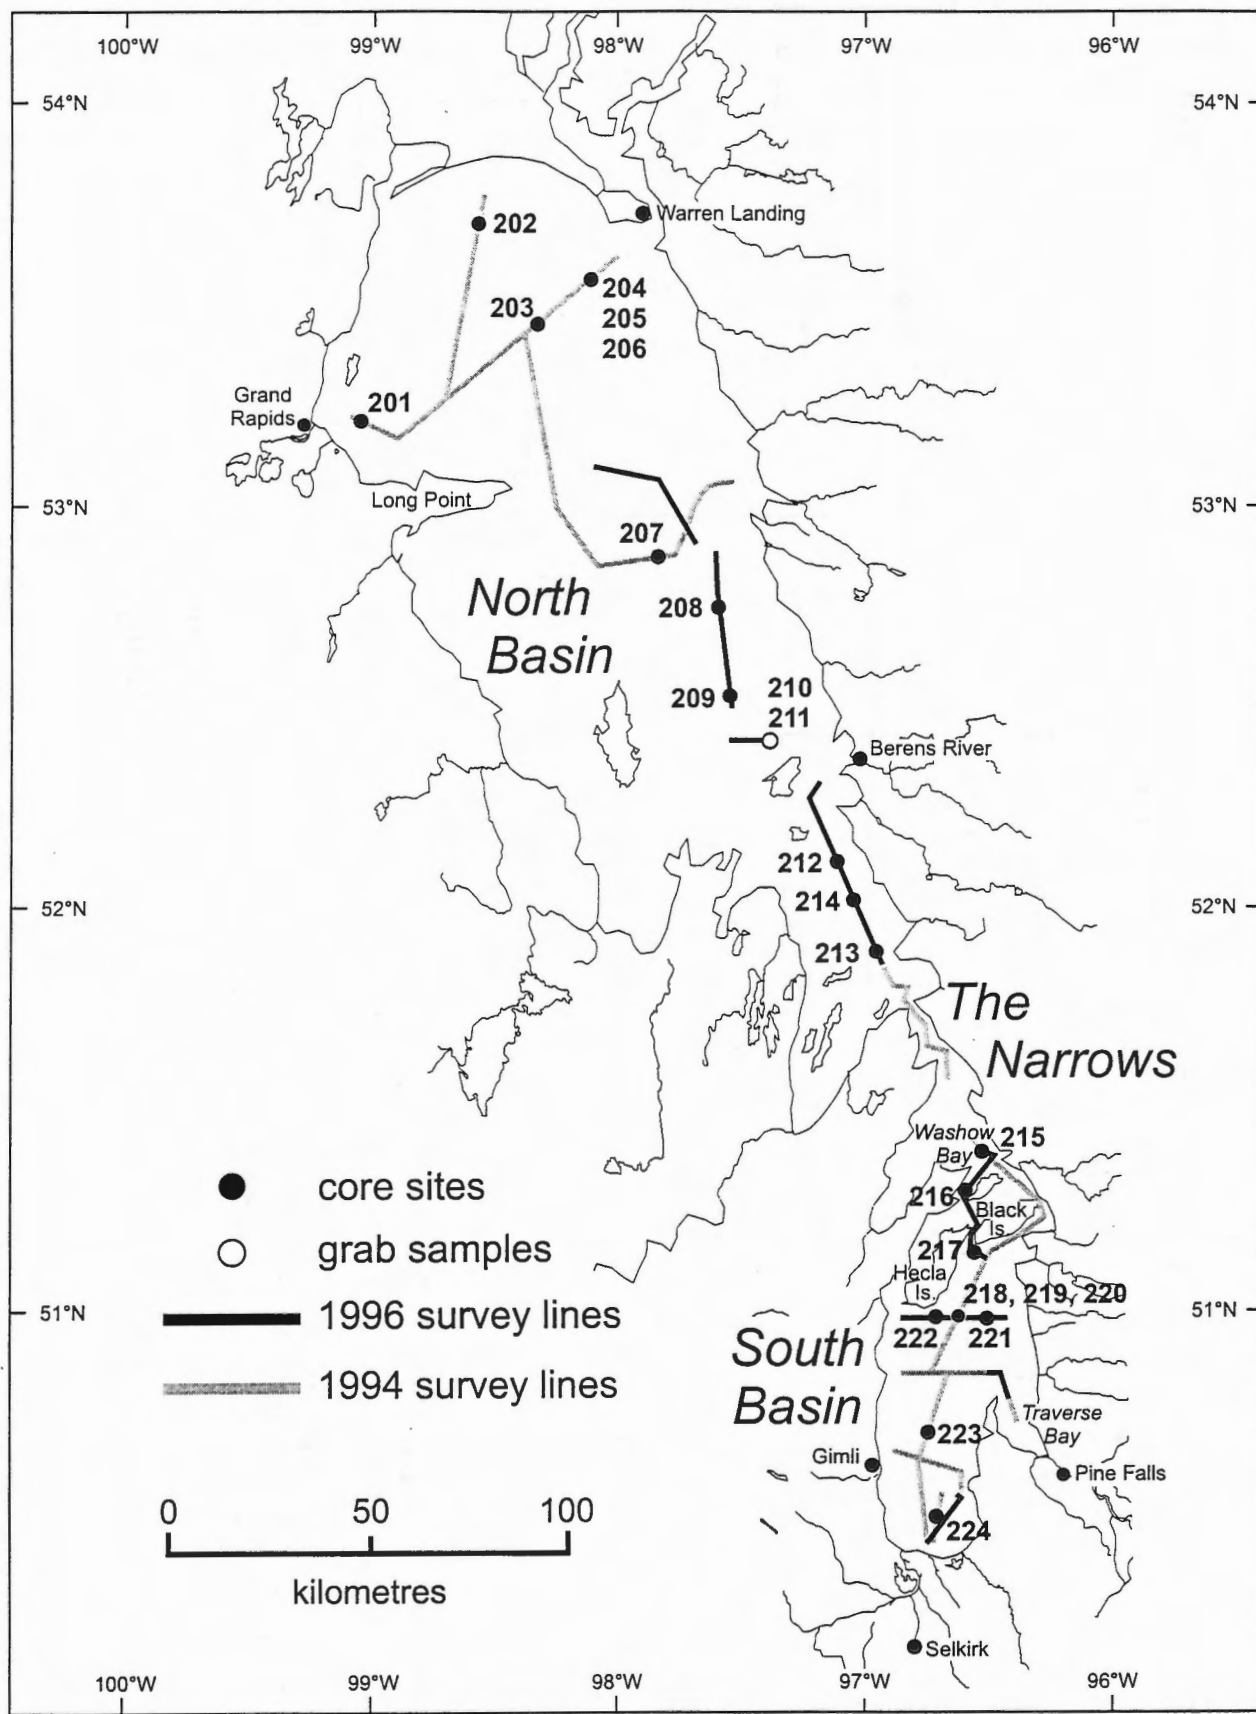 100°W
99°W
98°W
97°W
96°W
54°N
54°N
Warren Landing
202
204
203
205
206
Grand
Rapids
201
Long Point
53°N
53°N
207
North
Basin
208
209
210
211
Berens River
212
214
52°N
52°N
213
The
Narrows
Washow
Bay
215
216
Black
Is.
217
Hecla
Is.
218, 219, 220
222
221
51°N
51°N
core sites
grab samples
1996 survey lines
1994 survey lines
South
Basin
Traverse
Bay
223
Gimli
Pine Falls
224
0
50
100
kilometres
Selkirk
100°W
99°W
98°W
97°W
96°W